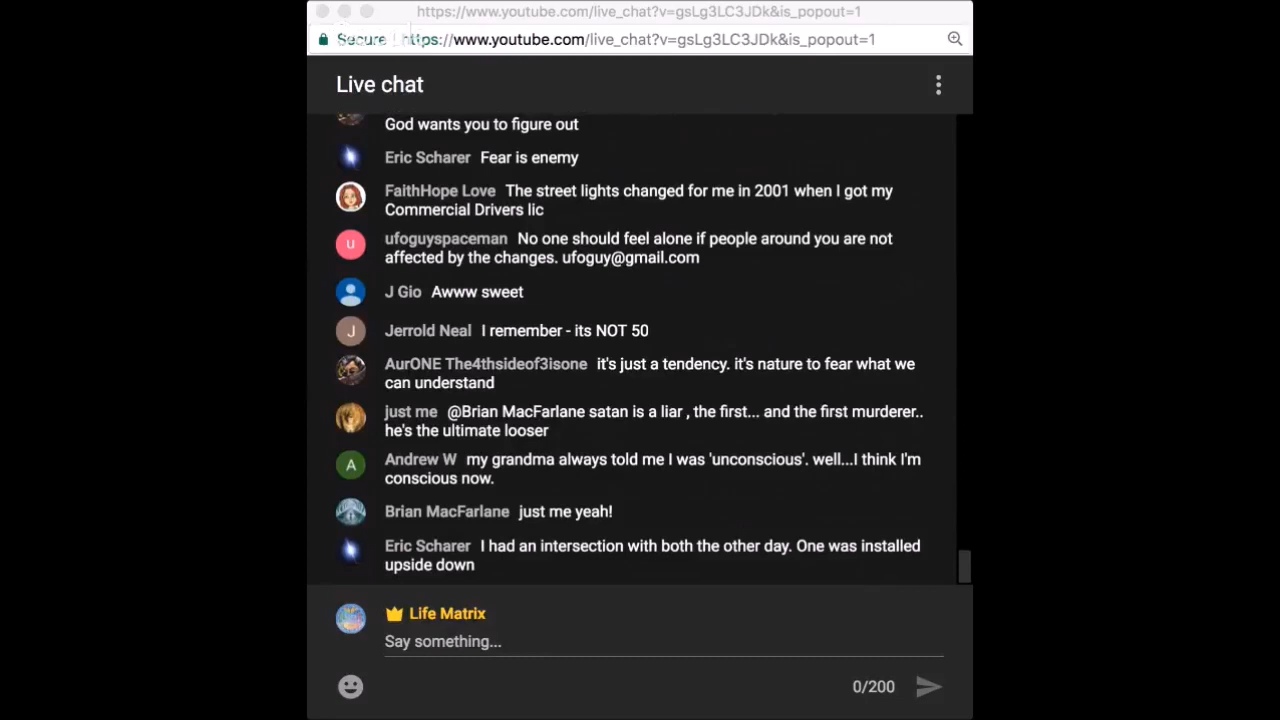 https://www.youtube.com/live_chat?v=gsLg3LC3JDk&is_popout=1
Secure https://www.youtube.com/live_chat?v=gsLg3LC3JDk&is_popout=1
Live chat
God wants you to figure out
Eric Scharer Fear is enemy
FaithHope Love The street lights changed for me in 2001 when I got my
Commercial Drivers lic
U ufoguyspaceman No one should feel alone if people around you are not
affected by the changes. ufoguy@gmail.com
J Gio Awww sweet
J Jerrold Neal I remember - its NOT 50
AurONE The4thsideof3isone it's just a tendency. it's nature to fear what we
can understand
just me @Brian MacFarlane satan is a liar , the first... and the first murderer..
he's the ultimate looser
A Andrew W my grandma always told me I was 'unconscious'. well...I think I'm
conscious now.
Brian MacFarlane just me yeah!
Eric Scharer I had an intersection with both the other day. One was installed
upside down
Life Matrix
Say something...
0/200